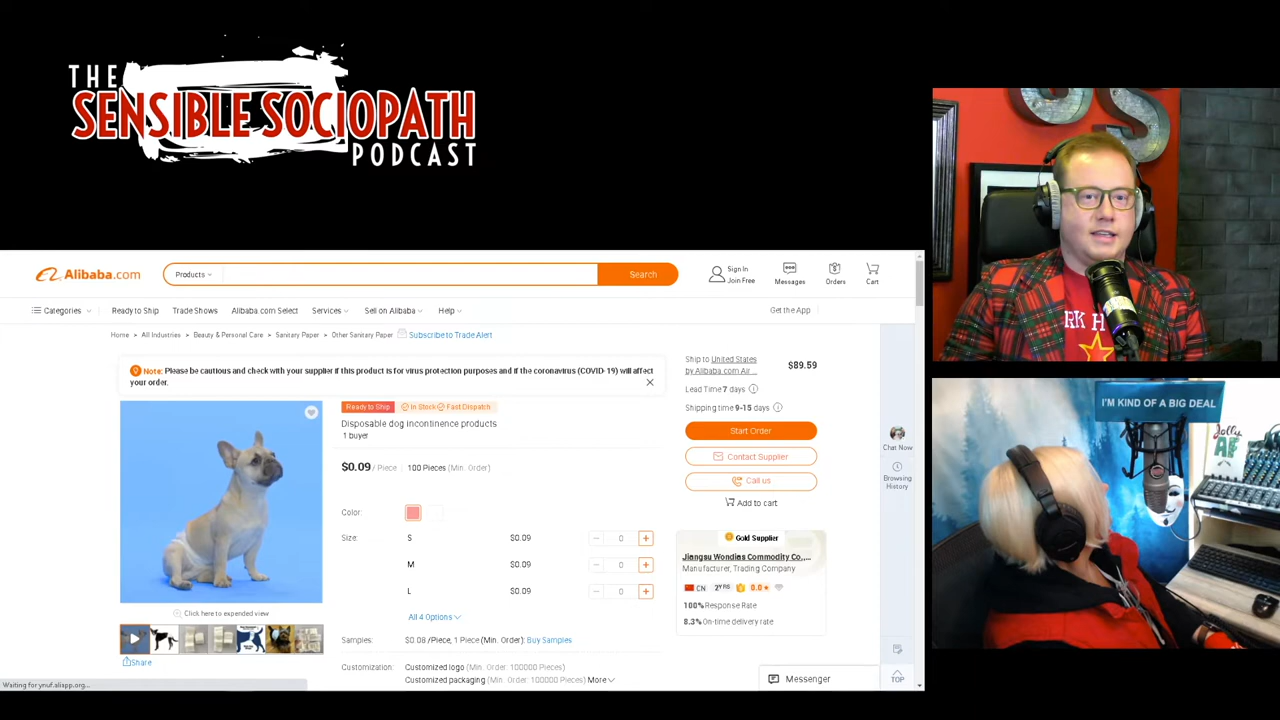 THE
SENSIBLE SOCIOPATH
PODCAST
Alibaba.com
Products
Search
Sign In
Join Free
Messages
Orders
Cart
Categories
Ready to Ship
Trade Shows
Alibaba.com Select
Services
Sell on Alibaba
Help
Get the App
Home > All Industries > Beauty & Personal Care > Sanitary Paper > Other Sanitary Paper
Subscribe to Trade Alert
Note: Please be cautious and check with your supplier if this product is for virus protection purposes and if the coronavirus (COVID-19) will affect
your order.
Ready to Ship
In Stock
Fast Dispatch
Disposable dog incontinence products
1 buyer
$0.09 / Piece
100 Pieces (Min. Order)
Color:
Size:
S $0.09 0
M $0.09 0
L $0.09 0
All 4 Options
Samples: $0.08 /Piece, 1 Piece (Min. Order): Buy Samples
Customization: Customized logo (Min. Order: 100000 Pieces)
Customized packaging (Min. Order: 100000 Pieces) More
Click here to expended view
Share
Ship to United States
by Alibaba.com Air ...
$89.59
Lead Time 7 days
Shipping time 9-15 days
Start Order
Contact Supplier
Call us
Add to cart
Gold Supplier
Jiangsu Wondias Commodity Co.,...
Manufacturer, Trading Company
CN 2YRS 0.0
100% Response Rate
8.3% On-time delivery rate
Chat Now
Browsing
History
TOP
Messenger
Waiting for ynuf.aliapp.org...
S
RK H
I'M KIND OF A BIG DEAL
Jolly
AF